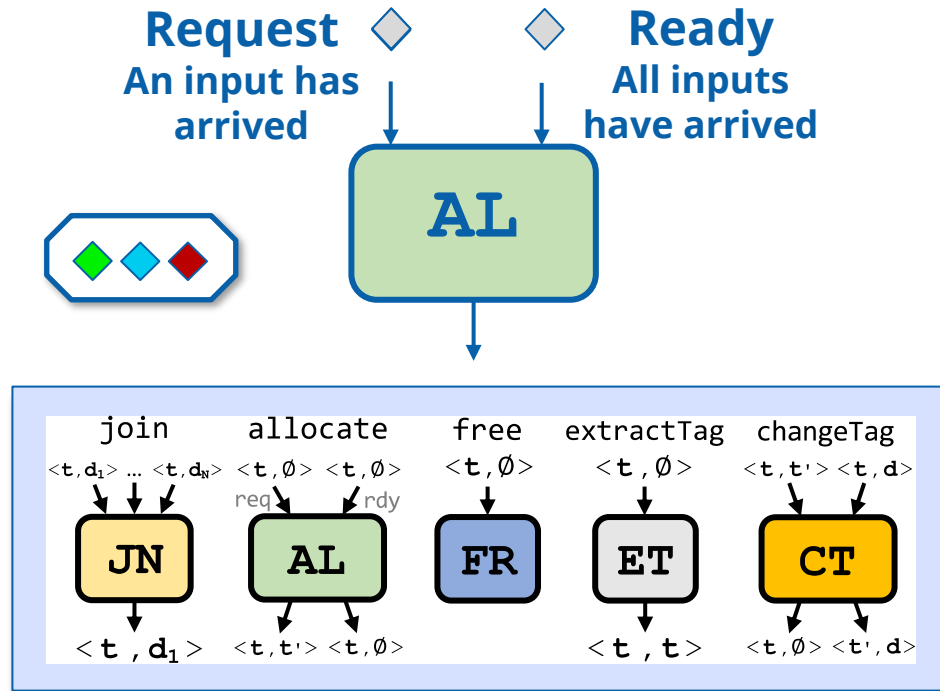 Request
An input has
arrived
Ready
All inputs
have arrived
AL
join allocate free extractTag changeTag
<t,d₁> ... <t,d_N> <t,∅> <t,∅> <t,∅> <t,∅> <t,t'> <t,d>
req rdy
JN AL FR ET CT
<t,d₁> <t,t'> <t,∅> <t,t> <t,∅> <t',d>